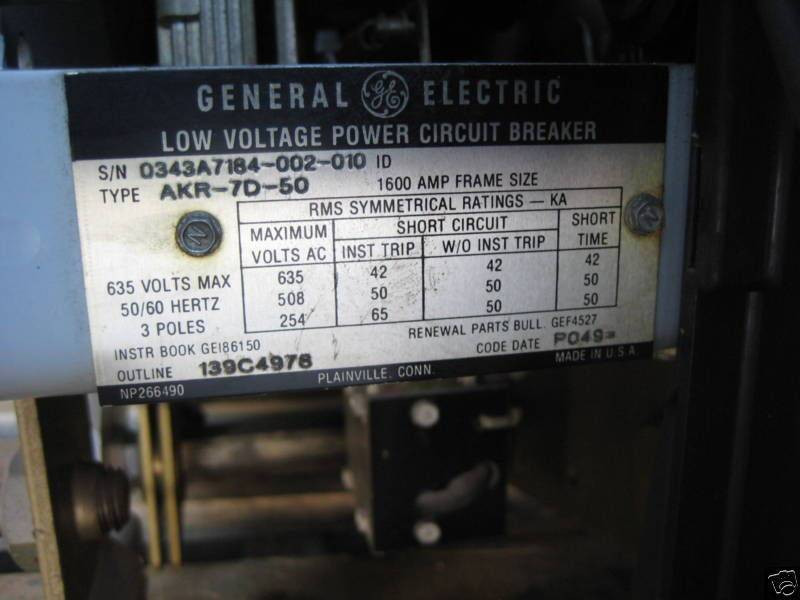 GENERAL GE ELECTRIC
LOW VOLTAGE POWER CIRCUIT BREAKER
S/N 0343A7184-002-010 ID
TYPE AKR-7D-50 1600 AMP FRAME SIZE
RMS SYMMETRICAL RATINGS — KA
MAXIMUM VOLTS AC SHORT CIRCUIT SHORT TIME
INST TRIP W/O INST TRIP
635 42 42 42
508 50 50 50
254 65 50 50
635 VOLTS MAX
50/60 HERTZ
3 POLES
INSTR BOOK GEI86150 RENEWAL PARTS BULL. GEF4527
OUTLINE 139C4976 CODE DATE
NP266490 PLAINVILLE, CONN. MADE IN U.S.A.